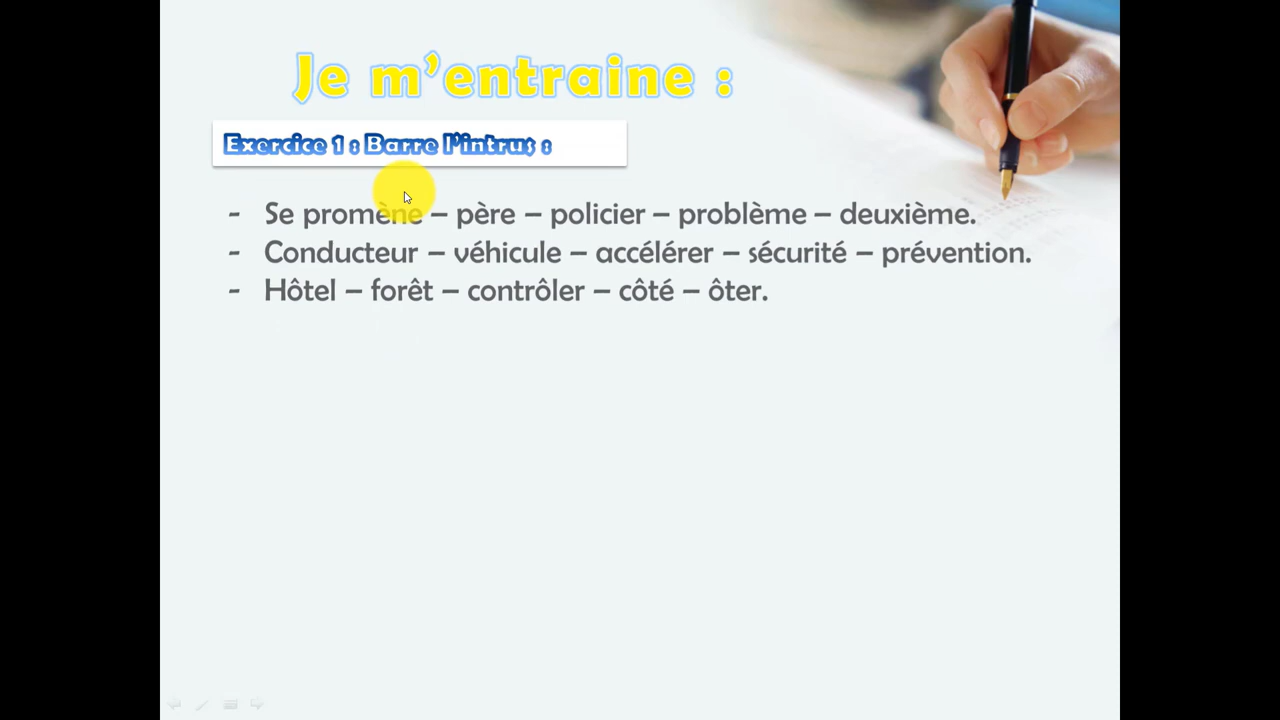 Je m’entraine :
Exercice 1 : Barre l’intrus :
- Se promène – père – policier – problème – deuxième.
- Conducteur – véhicule – accélérer – sécurité – prévention.
- Hôtel – forêt – contrôler – côté – ôter.